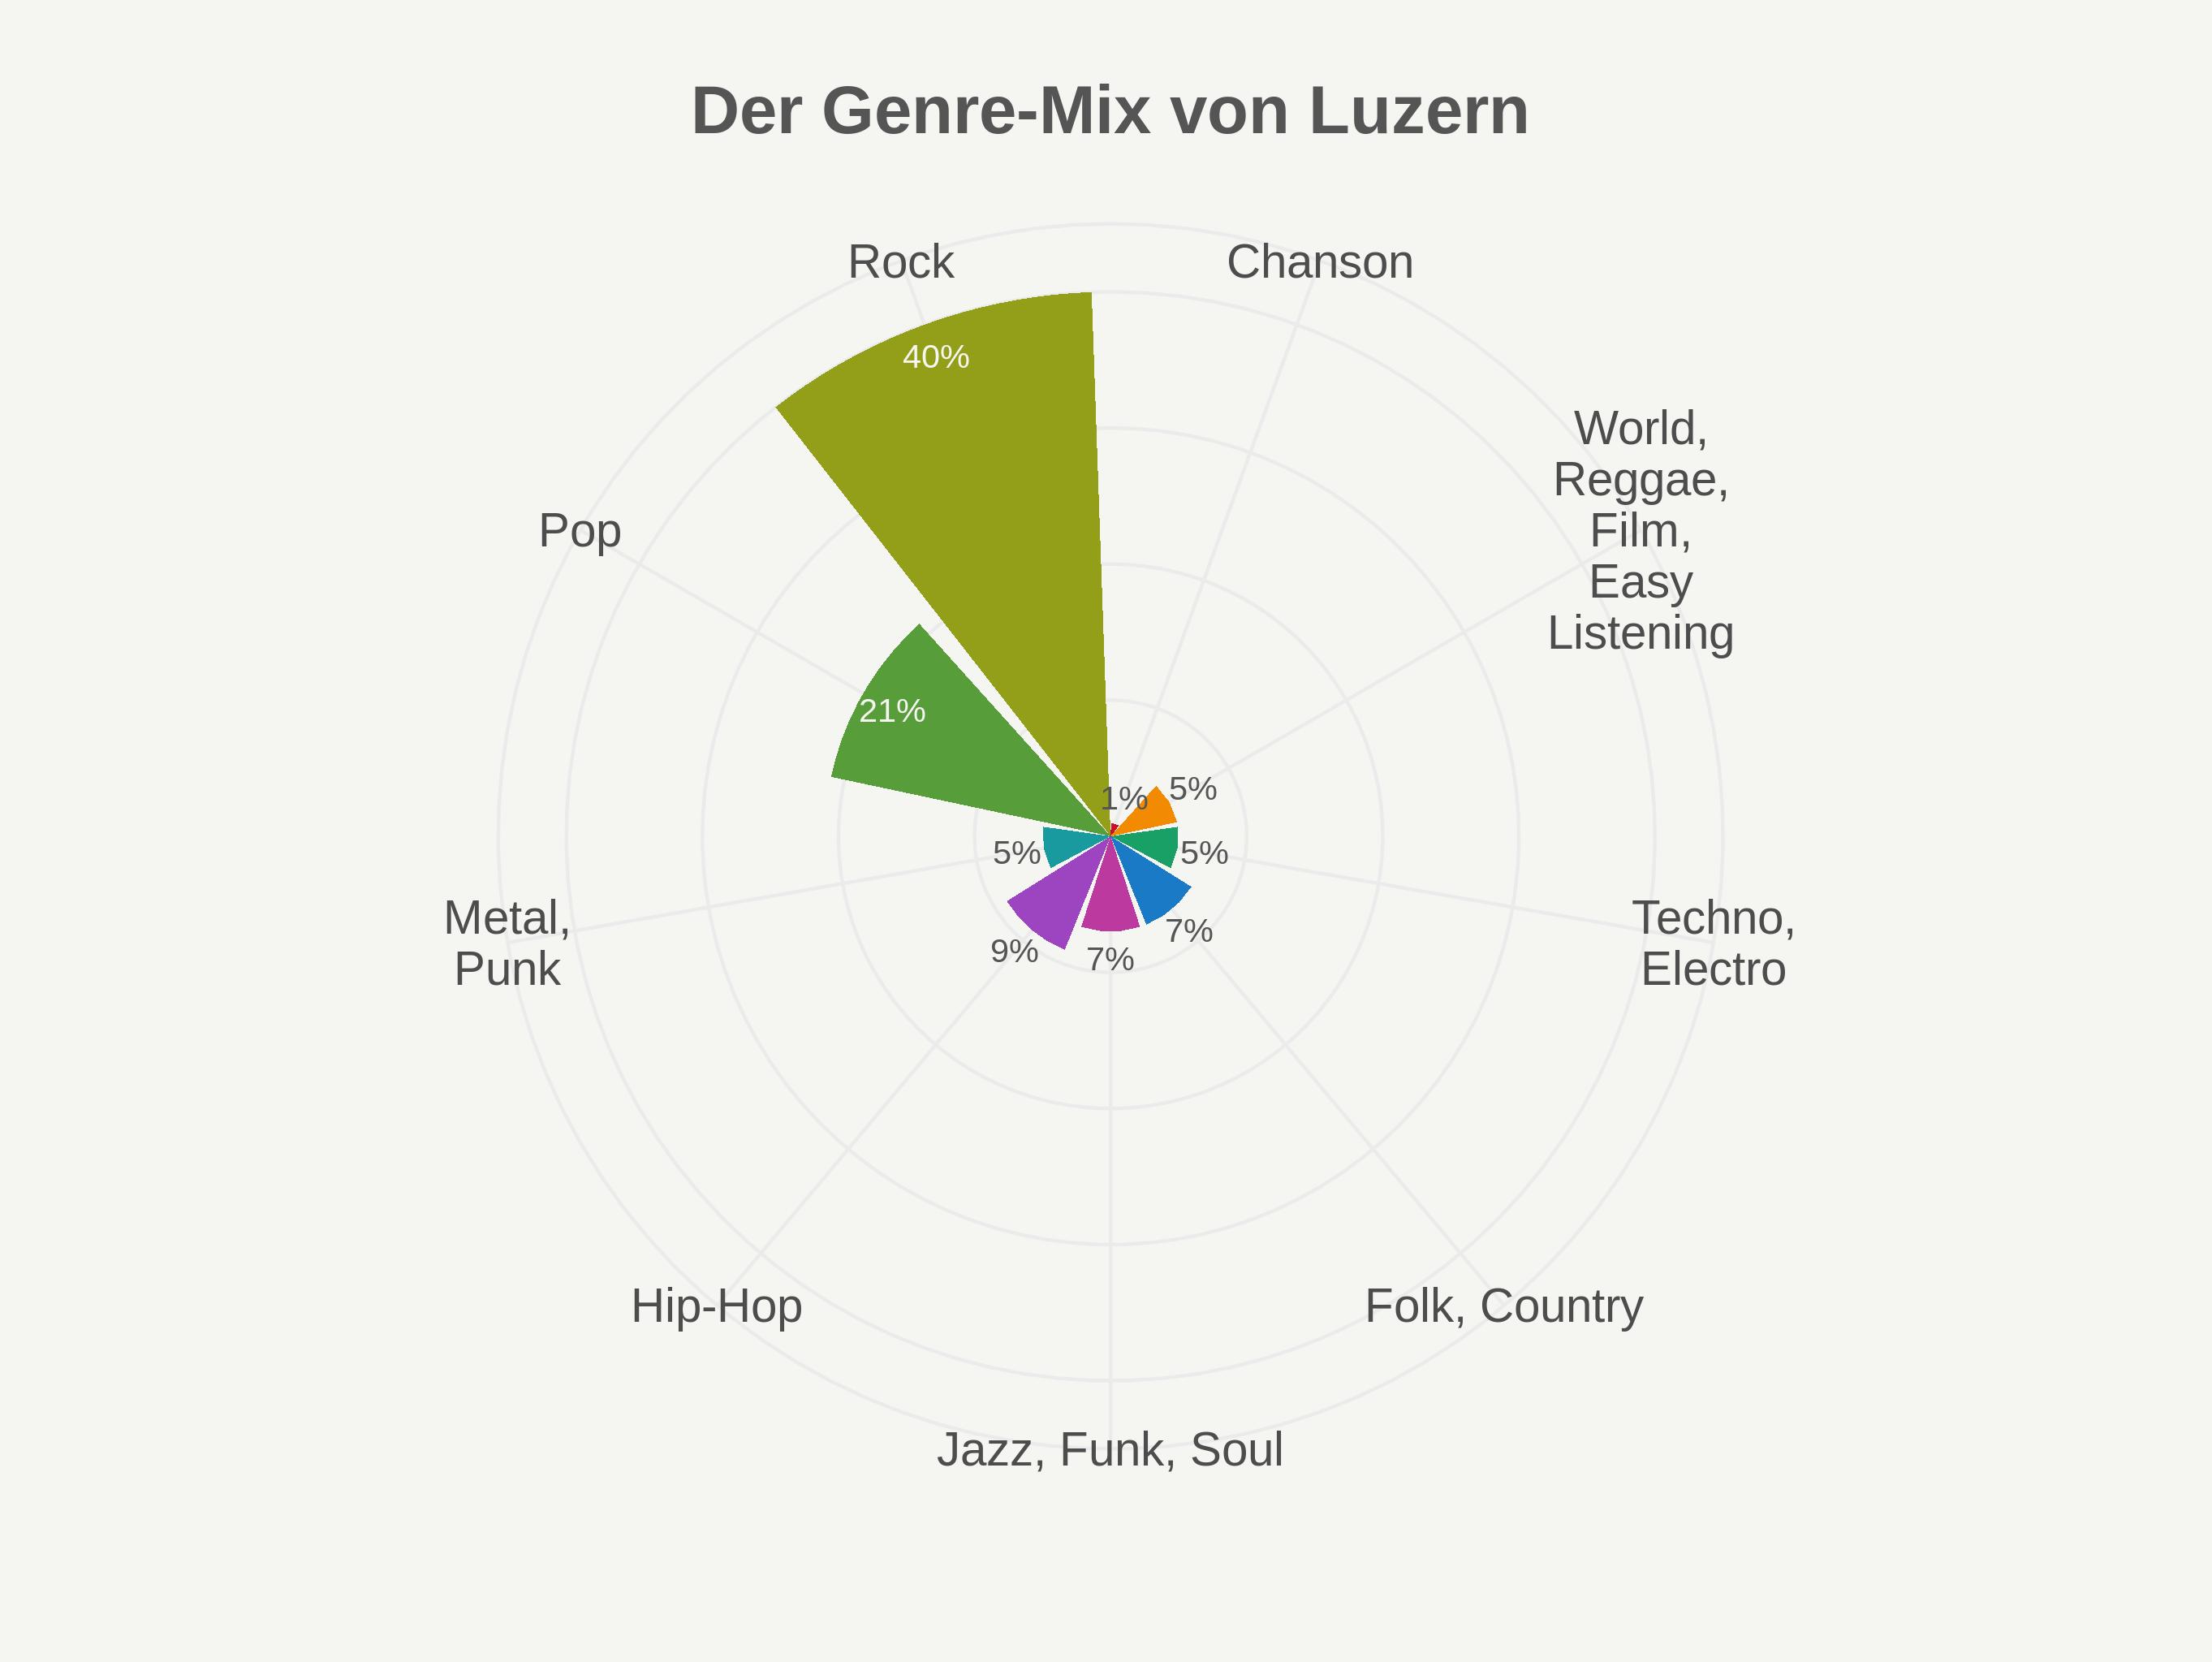 Der Genre-Mix von Luzern
Rock
Chanson
40%
World,
Reggae,
Film,
Easy
Listening
Pop
21%
1%
5%
5%
5%
Metal,
Punk
Techno,
Electro
9%
7%
7%
Hip-Hop
Folk, Country
Jazz, Funk, Soul